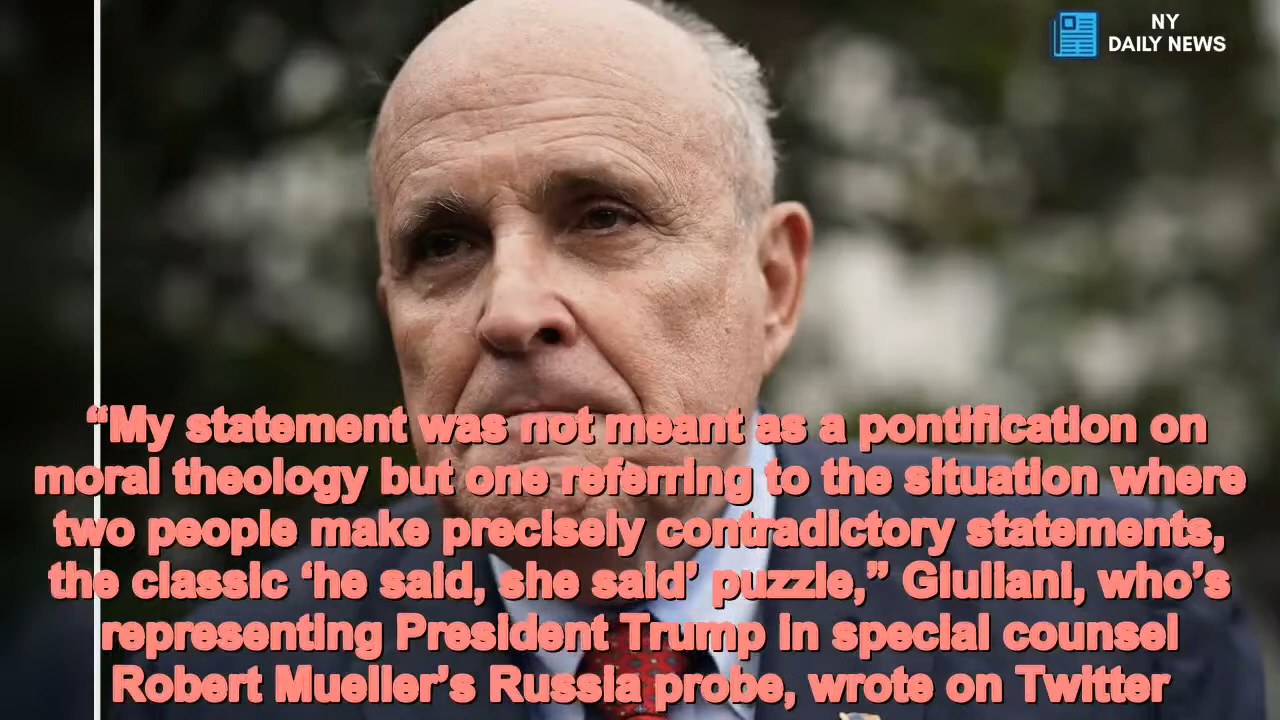 NY
DAILY NEWS
“My statement was not meant as a pontification on
moral theology but one referring to the situation where
two people make precisely contradictory statements,
the classic ‘he said, she said’ puzzle,” Giuliani, who’s
representing President Trump in special counsel
Robert Mueller’s Russia probe, wrote on Twitter